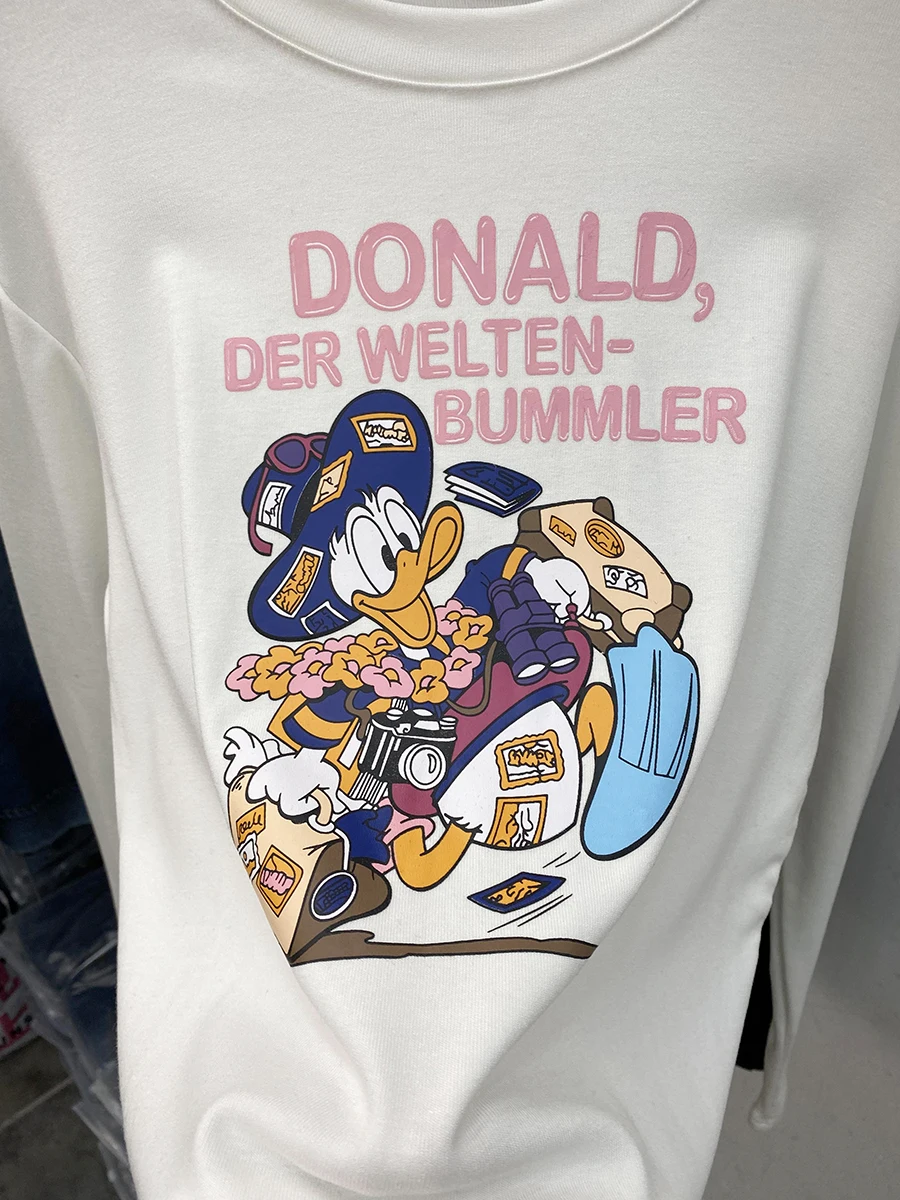 DONALD,
DER WELTEN-
BUMMLER